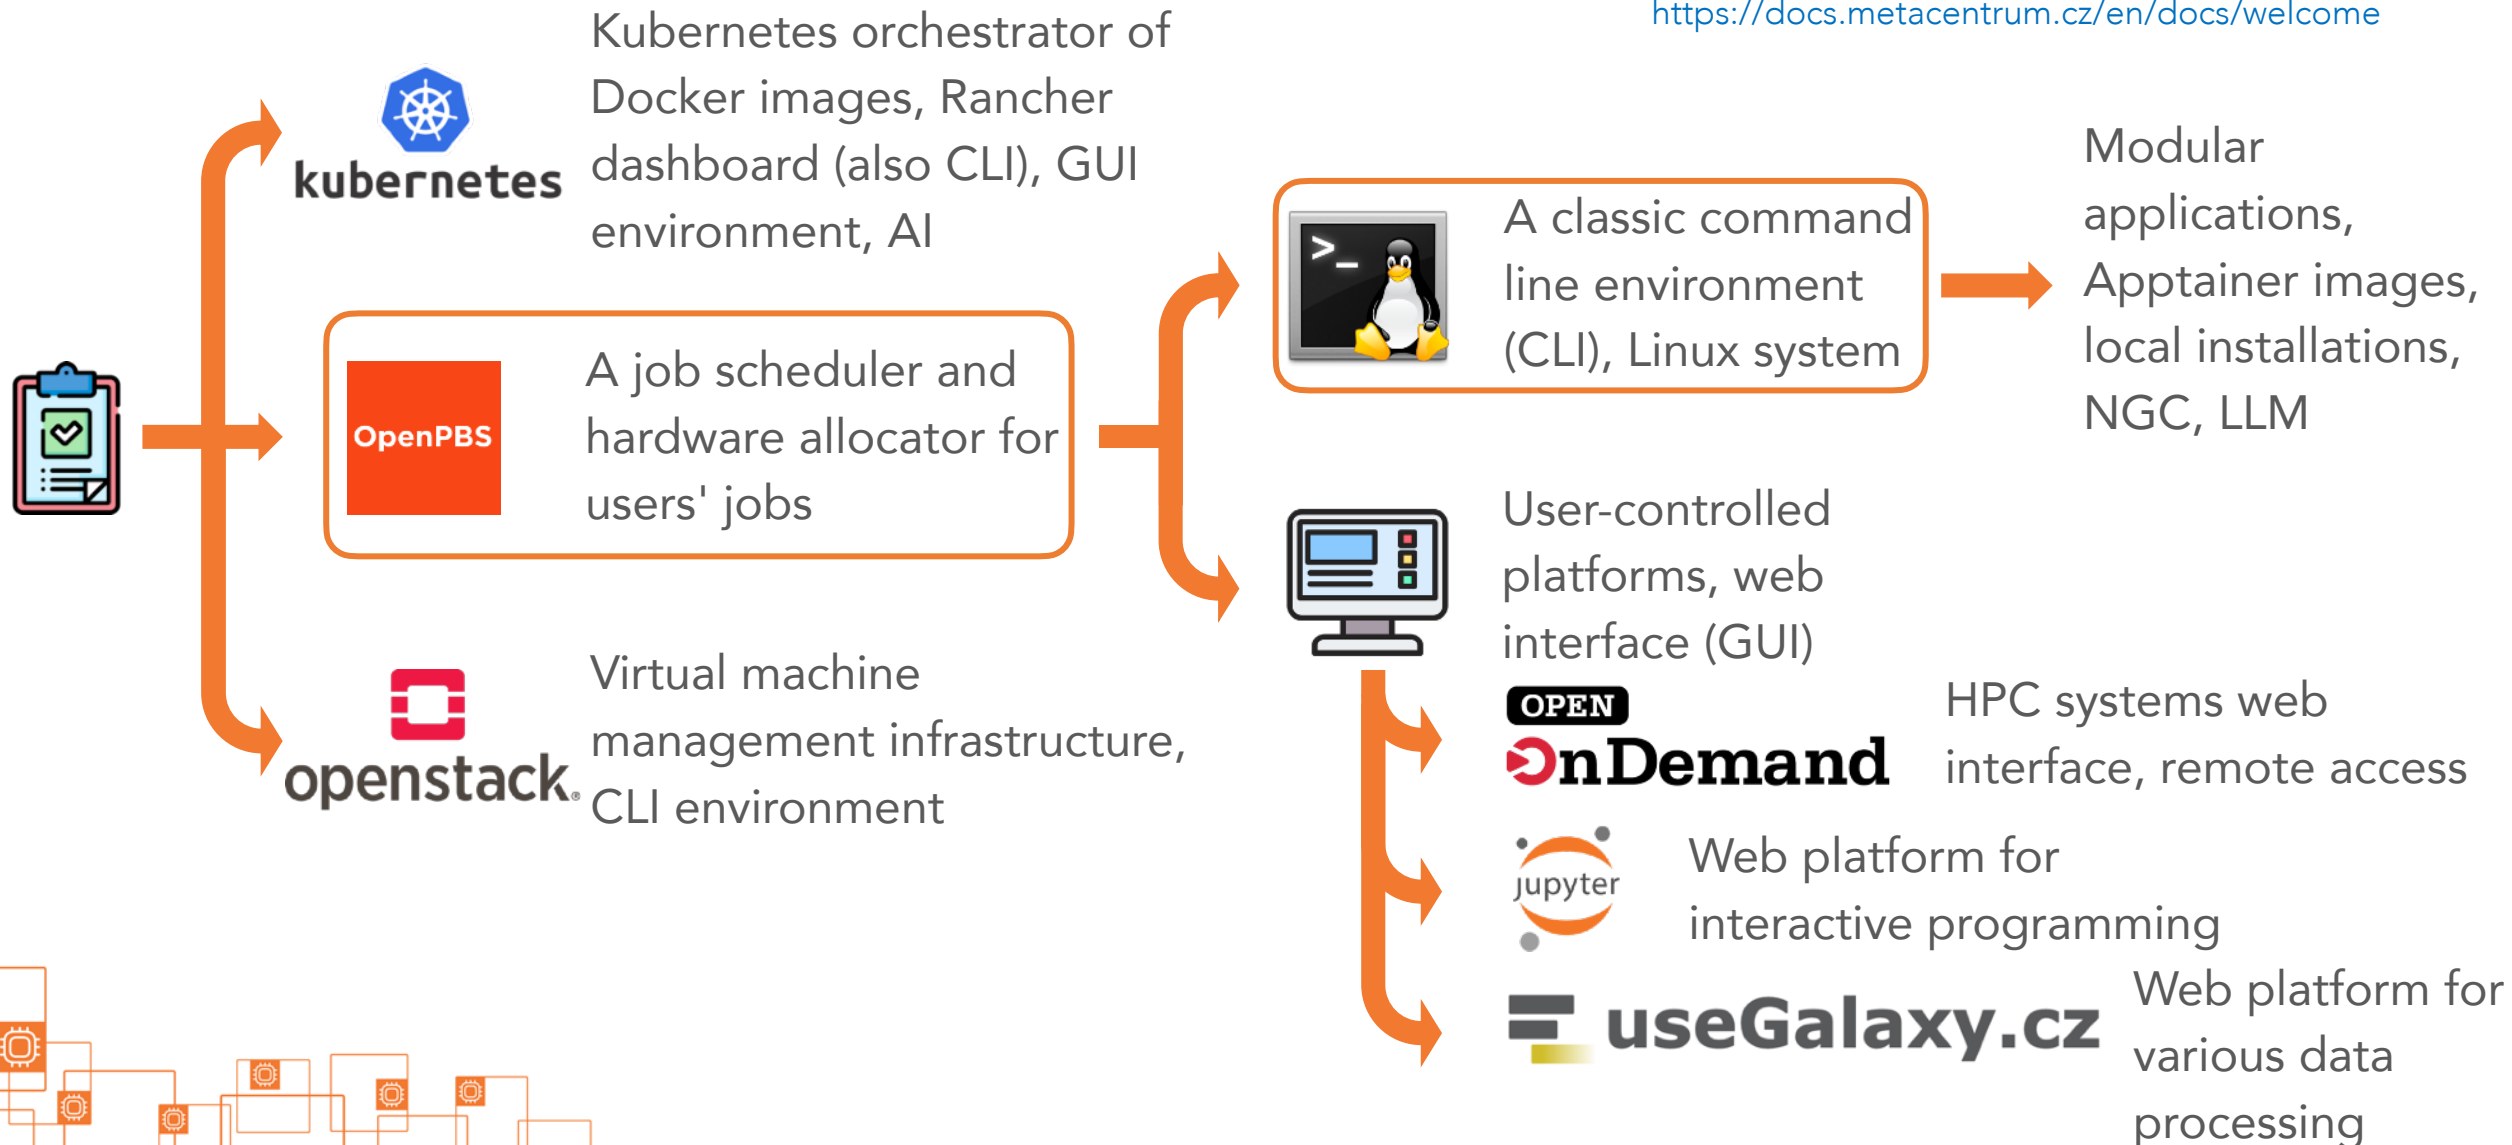 https://docs.metacentrum.cz/en/docs/welcome
kubernetes
Kubernetes orchestrator of
Docker images, Rancher
dashboard (also CLI), GUI
environment, AI
OpenPBS
A job scheduler and
hardware allocator for
users' jobs
openstack.
Virtual machine
management infrastructure,
CLI environment
>_
A classic command
line environment
(CLI), Linux system
Modular
applications,
Apptainer images,
local installations,
NGC, LLM
User-controlled
platforms, web
interface (GUI)
OPEN
OnDemand
HPC systems web
interface, remote access
jupyter
Web platform for
interactive programming
useGalaxy.cz
Web platform for
various data
processing